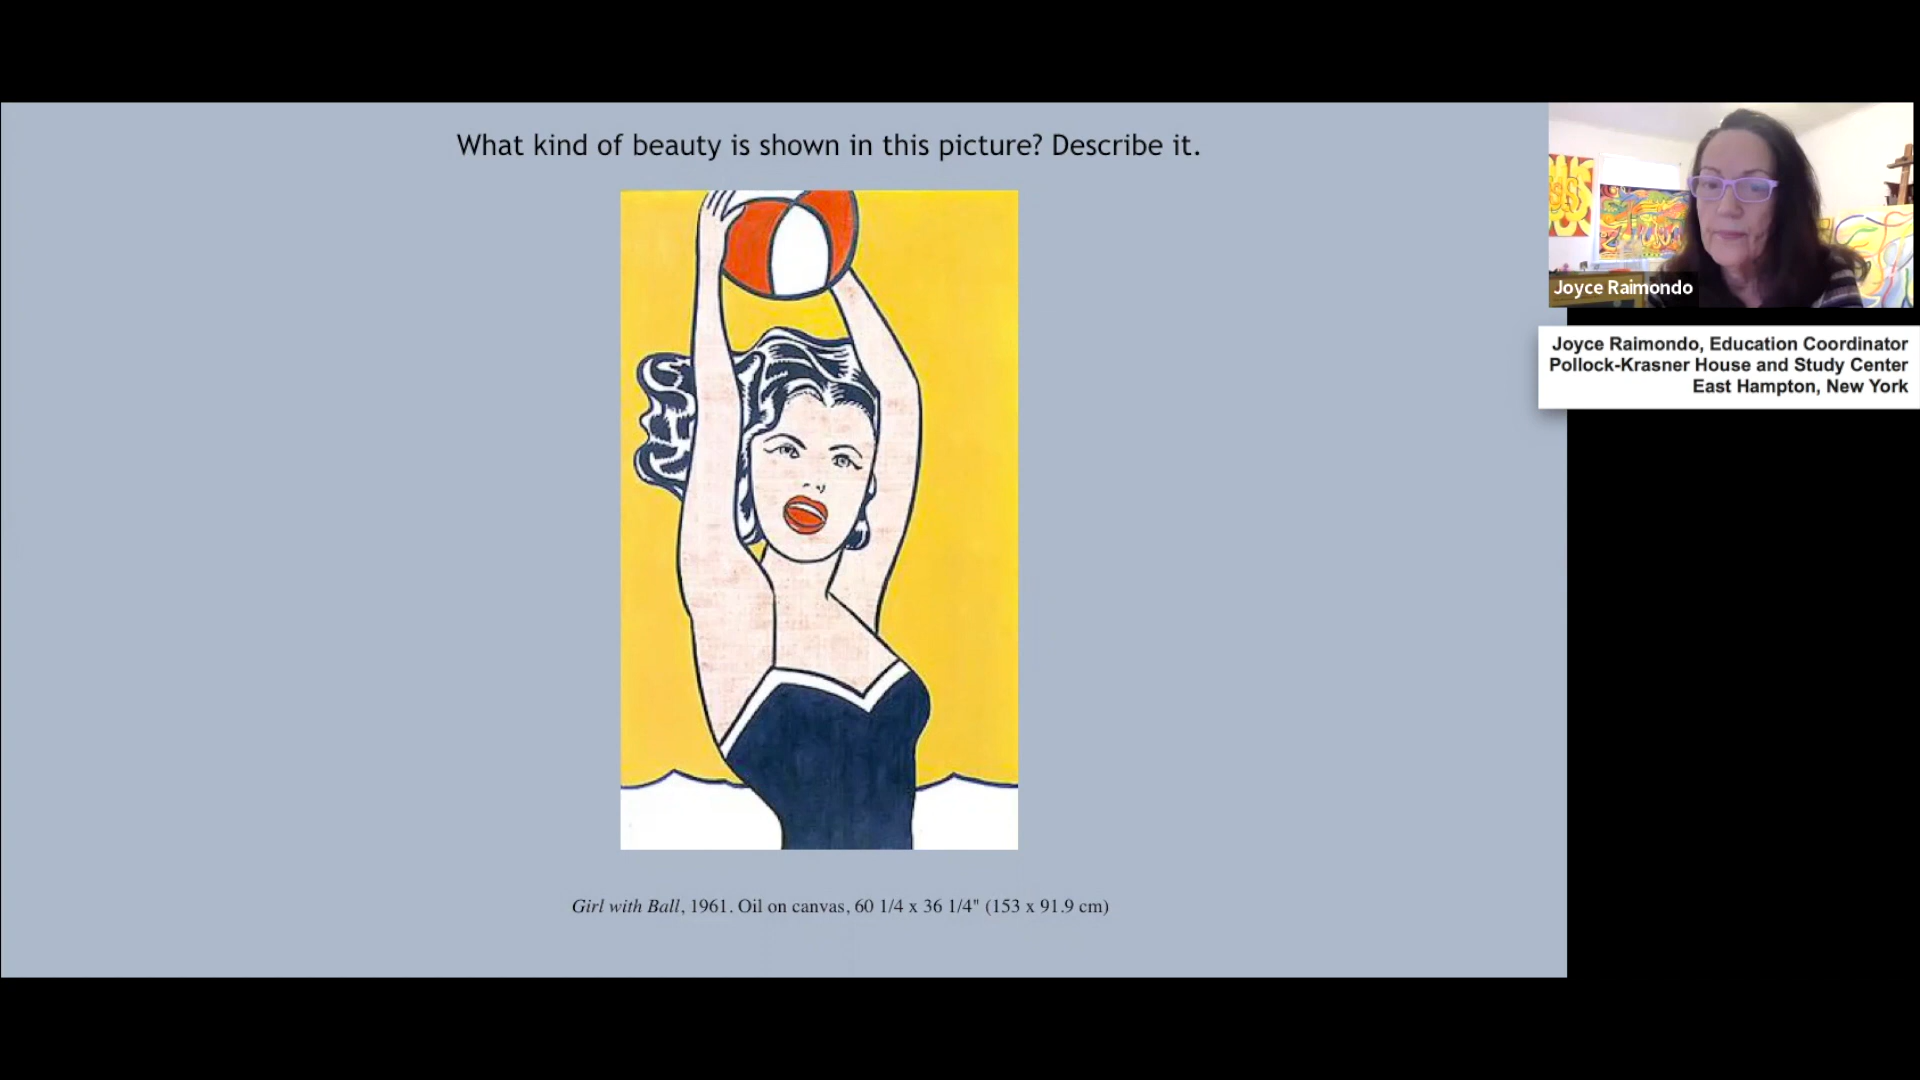 What kind of beauty is shown in this picture? Describe it.
Joyce Raimondo
Joyce Raimondo, Education Coordinator
Pollock-Krasner House and Study Center
East Hampton, New York
Girl with Ball, 1961. Oil on canvas, 60 1/4 x 36 1/4" (153 x 91.9 cm)